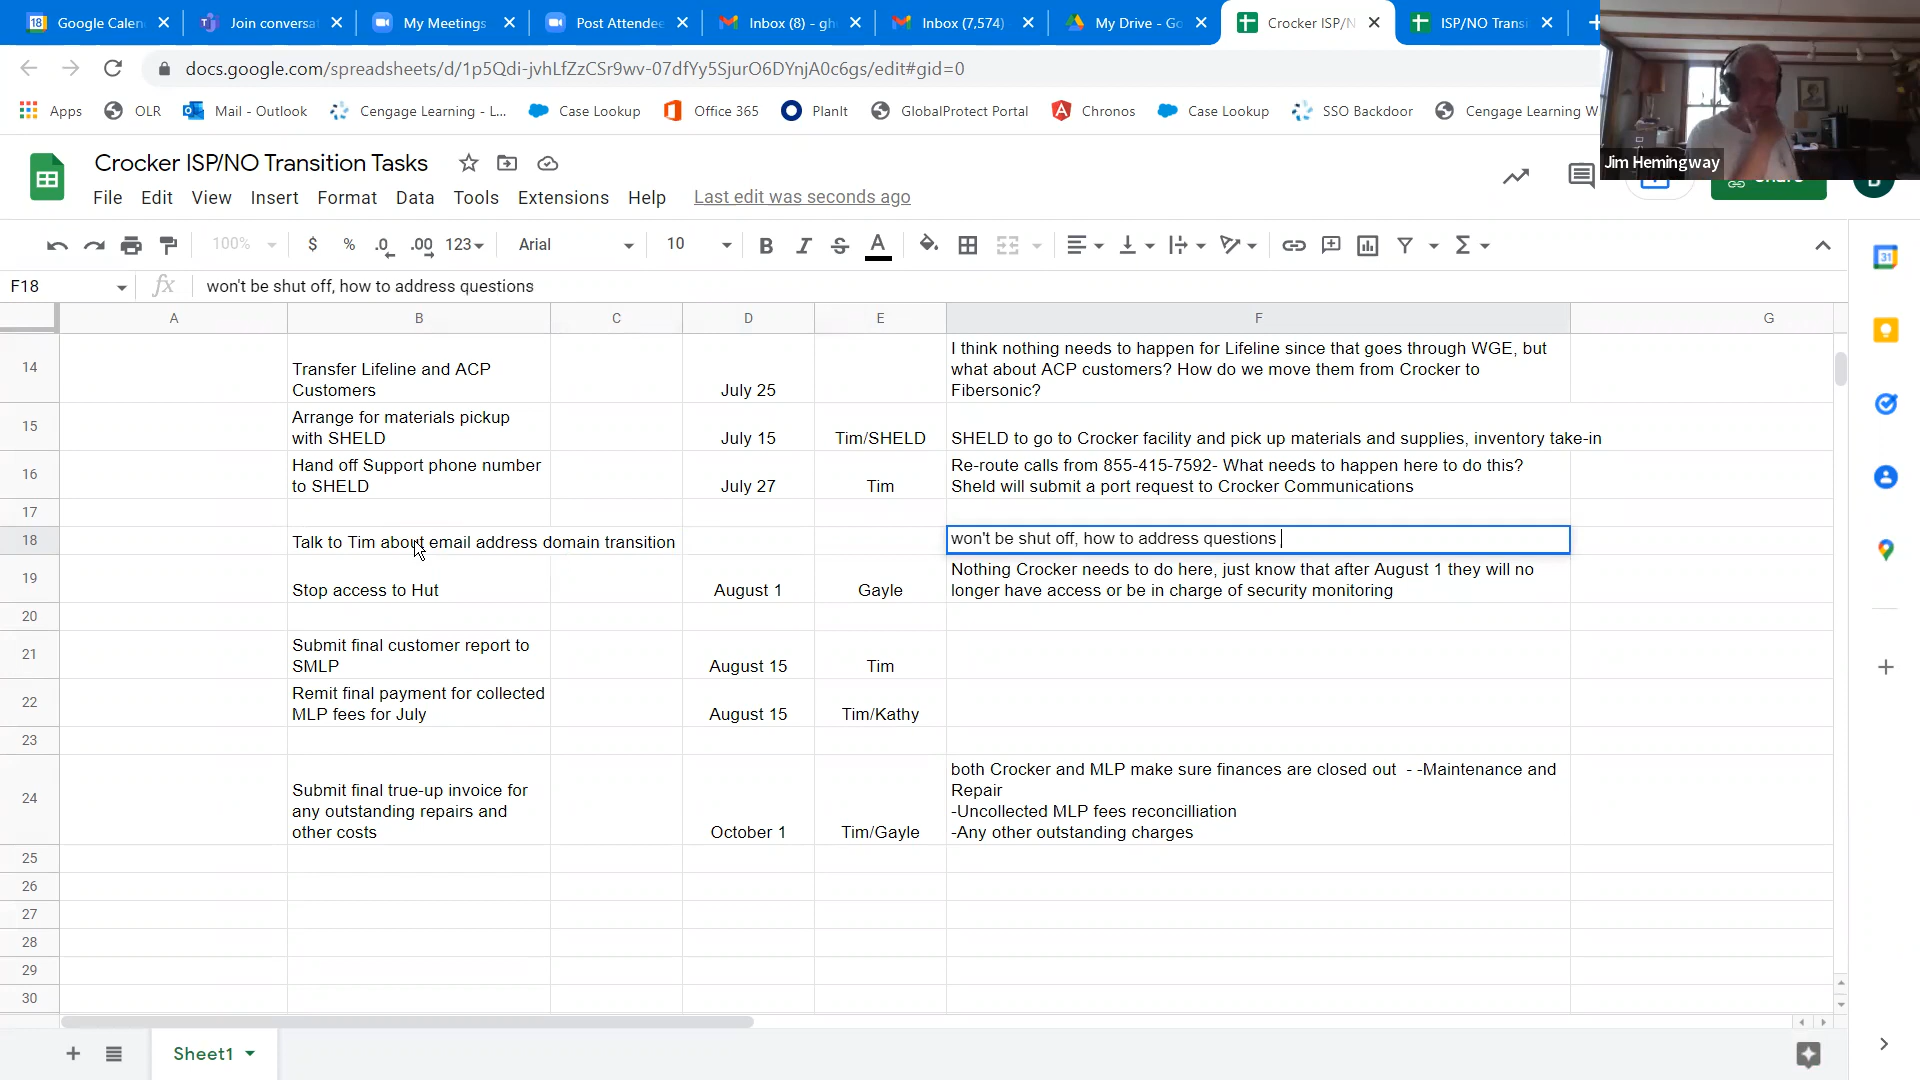 Google Calen
Join conversa
My Meetings
Post Attende
Inbox (8) - gh
Inbox (7,574)
My Drive - Go
Crocker ISP/N
ISP/NO Transi
docs.google.com/spreadsheets/d/1p5Qdi-jvhLfZzCSr9wv-07dfYy5SjurO6DYnjA0c6gs/edit#gid=0
Apps
OLR
Mail - Outlook
Cengage Learning - L...
Case Lookup
Office 365
PlanIt
GlobalProtect Portal
Chronos
Case Lookup
SSO Backdoor
Cengage Learning W
Jim Hemingway
Crocker ISP/NO Transition Tasks
File Edit View Insert Format Data Tools Extensions Help Last edit was seconds ago
100% $ % .0 .00 123 Arial 10 B I S A
F18 fx won't be shut off, how to address questions
A B C D E F G
14
Transfer Lifeline and ACP
Customers
July 25
I think nothing needs to happen for Lifeline since that goes through WGE, but
what about ACP customers? How do we move them from Crocker to
Fibersonic?
15
Arrange for materials pickup
with SHELD
July 15
Tim/SHELD
SHELD to go to Crocker facility and pick up materials and supplies, inventory take-in
16
Hand off Support phone number
to SHELD
July 27
Tim
Re-route calls from 855-415-7592- What needs to happen here to do this?
Sheld will submit a port request to Crocker Communications
17
18
Talk to Tim about email address domain transition
won't be shut off, how to address questions
19
Stop access to Hut
August 1
Gayle
Nothing Crocker needs to do here, just know that after August 1 they will no
longer have access or be in charge of security monitoring
20
21
Submit final customer report to
SMLP
August 15
Tim
22
Remit final payment for collected
MLP fees for July
August 15
Tim/Kathy
23
24
Submit final true-up invoice for
any outstanding repairs and
other costs
October 1
Tim/Gayle
both Crocker and MLP make sure finances are closed out - -Maintenance and
Repair
-Uncollected MLP fees reconcilliation
-Any other outstanding charges
25
26
27
28
29
30
Sheet1